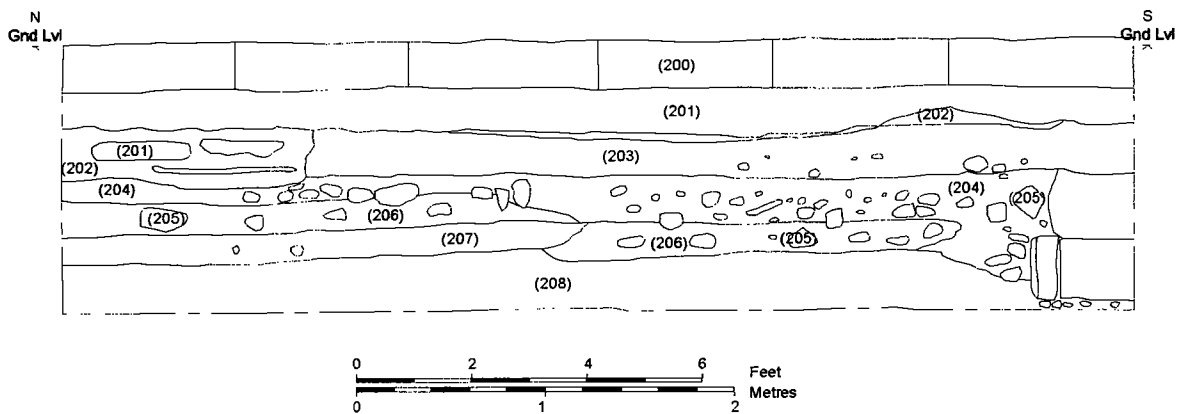 N
Gnd Lvl
S
Gnd Lvl
(200)
(201)
(202)
(201)
(202)
(203)
(204)
(204)
(205)
(205)
(206)
(207)
(206)
(205)
(208)
0 2 4 6 Feet
Metres
0 1 2